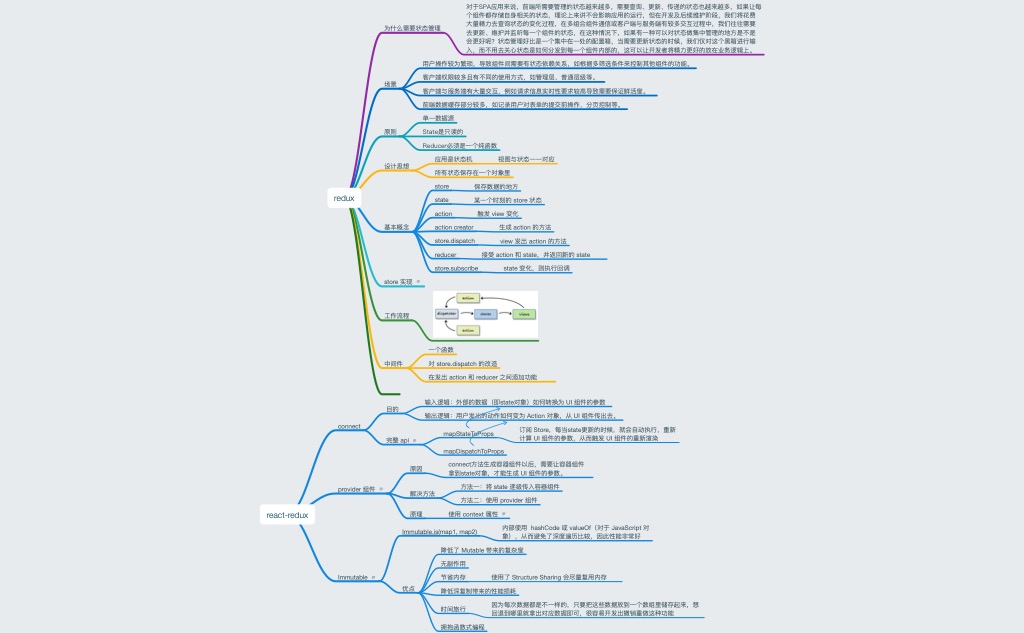 为什么需要状态管理
对于SPA应用来说，前端所需要管理的状态越来越多，需要查询、更新、传递的状态也越来越多，如果让每
个组件都存储自身相关的状态，理论上来讲不会影响应用的运行，但在开发及后续维护阶段，我们将花费
大量精力去查询状态的变化过程，在多组合组件通信或客户端与服务端有较多交互过程中，我们往往需要
去更新、维护并监听每一个组件的状态，在这种情况下，如果有一种可以对状态做集中管理的地方是不是
会更好呢？状态管理好比是一个集中在一处的配置箱，当需要更新状态的时候，我们仅对这个黑箱进行输
入，而不用去关心状态是如何分发到每一个组件内部的，这可以让开发者将精力更好的放在业务逻辑上。
场景
用户操作较为繁琐，导致组件间需要有状态依赖关系，如根据多筛选条件来控制其他组件的功能。
客户端权限较多且有不同的使用方式，如管理层、普通层级等。
客户端与服务端有大量交互，例如请求信息实时性要求较高导致需要保证鲜活度。
前端数据缓存部分较多，如记录用户对表单的提交前操作、分页控制等。
原则
单一数据源
State是只读的
Reducer必须是一个纯函数
设计思想
应用是状态机
视图与状态一一对应
所有状态保存在一个对象里
redux
基本概念
store
保存数据的地方
state
某一个时刻的 store 状态
action
触发 view 变化
action creator
生成 action 的方法
store.dispatch
view 发出 action 的方法
reducer
接受 action 和 state，并返回新的 state
store.subscribe
state 变化，则执行回调
store 实现
工作流程
action
dispatcher
stores
views
action
中间件
一个函数
对 store.dispatch 的改造
在发出 action 和 reducer 之间添加功能
connect
目的
输入逻辑：外部的数据（即state对象）如何转换为 UI 组件的参数
输出逻辑：用户发出的动作如何变为 Action 对象，从 UI 组件传出去。
完整 api
mapStateToProps
订阅 Store，每当state更新的时候，就会自动执行，重新
计算 UI 组件的参数，从而触发 UI 组件的重新渲染
mapDispatchToProps
provider 组件
原因
connect方法生成容器组件以后，需要让容器组件
拿到state对象，才能生成 UI 组件的参数。
解决方法
方法一：将 state 逐级传入容器组件
方法二：使用 provider 组件
原理
使用 context 属性
react-redux
Immutable
Immutable.is(map1, map2)
内部使用 hashCode 或 valueOf（对于 JavaScript 对
象），从而避免了深度遍历比较，因此性能非常好
优点
降低了 Mutable 带来的复杂度
无副作用
节省内存
使用了 Structure Sharing 会尽量复用内存
降低深复制带来的性能损耗
时间旅行
因为每次数据都是不一样的，只要把这些数据放到一个数组里储存起来，想
回退到哪里就拿出对应数据即可，很容易开发出撤销重做这种功能
拥抱函数式编程